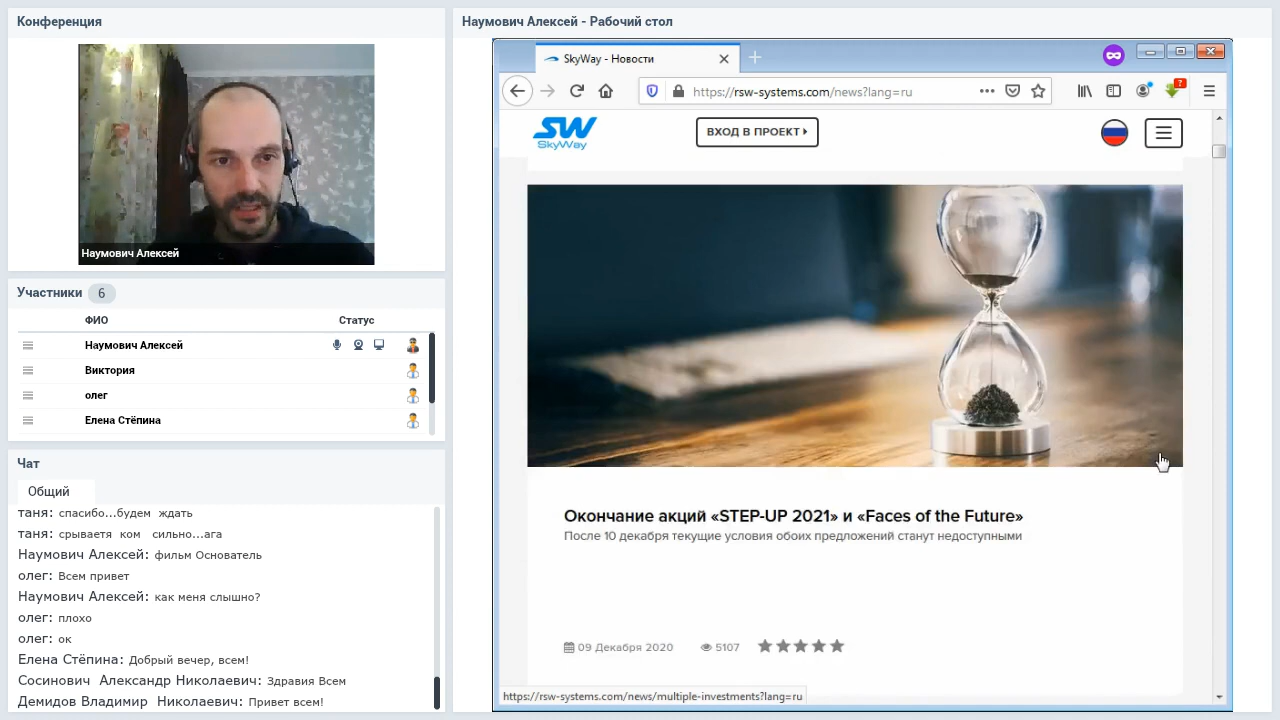 Конференция
Наумович Алексей
Участники 6
ФИО Статус
Наумович Алексей
Виктория
олег
Елена Стёпина
Чат
Общий
таня: спасибо...будем ждать
таня: срываетя ком сильно...ага
Наумович Алексей: фильм Основатель
олег: Всем привет
Наумович Алексей: как меня слышно?
олег: плохо
олег: ок
Елена Стёпина: Добрый вечер, всем!
Сосинович Александр Николаевич: Здравия Всем
Демидов Владимир Николаевич: Привет всем!
Наумович Алексей - Рабочий стол
SkyWay - Новости
https://rsw-systems.com/news?lang=ru
?
SW
SkyWay
ВХОД В ПРОЕКТ
Окончание акций «STEP-UP 2021» и «Faces of the Future»
После 10 декабря текущие условия обоих предложений станут недоступными
09 Декабря 2020 5107
https://rsw-systems.com/news/multiple-investments?lang=ru